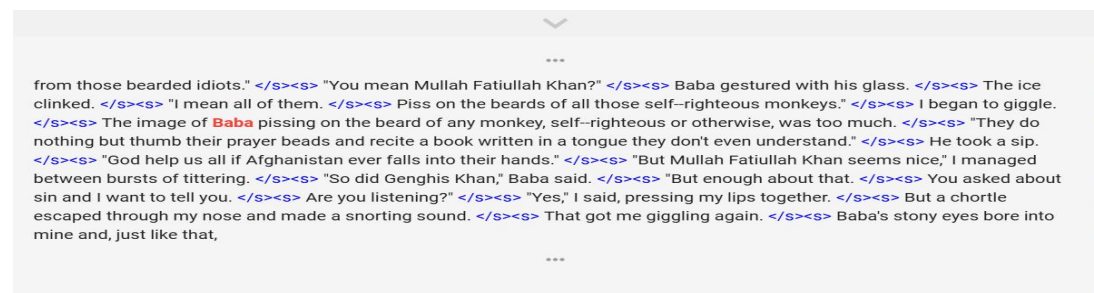 ...
from those bearded idiots." </s><s> "You mean Mullah Fatiullah Khan?" </s><s> Baba gestured with his glass. </s><s> The ice
clinked. </s><s> "I mean all of them. </s><s> Piss on the beards of all those self--righteous monkeys." </s><s> I began to giggle.
</s><s> The image of Baba pissing on the beard of any monkey, self--righteous or otherwise, was too much. </s><s> "They do
nothing but thumb their prayer beads and recite a book written in a tongue they don't even understand." </s><s> He took a sip.
</s><s> "God help us all if Afghanistan ever falls into their hands." </s><s> "But Mullah Fatiullah Khan seems nice," I managed
between bursts of tittering. </s><s> "So did Genghis Khan," Baba said. </s><s> "But enough about that. </s><s> You asked about
sin and I want to tell you. </s><s> Are you listening?" </s><s> "Yes," I said, pressing my lips together. </s><s> But a chortle
escaped through my nose and made a snorting sound. </s><s> That got me giggling again. </s><s> Baba's stony eyes bore into
mine and, just like that,
...